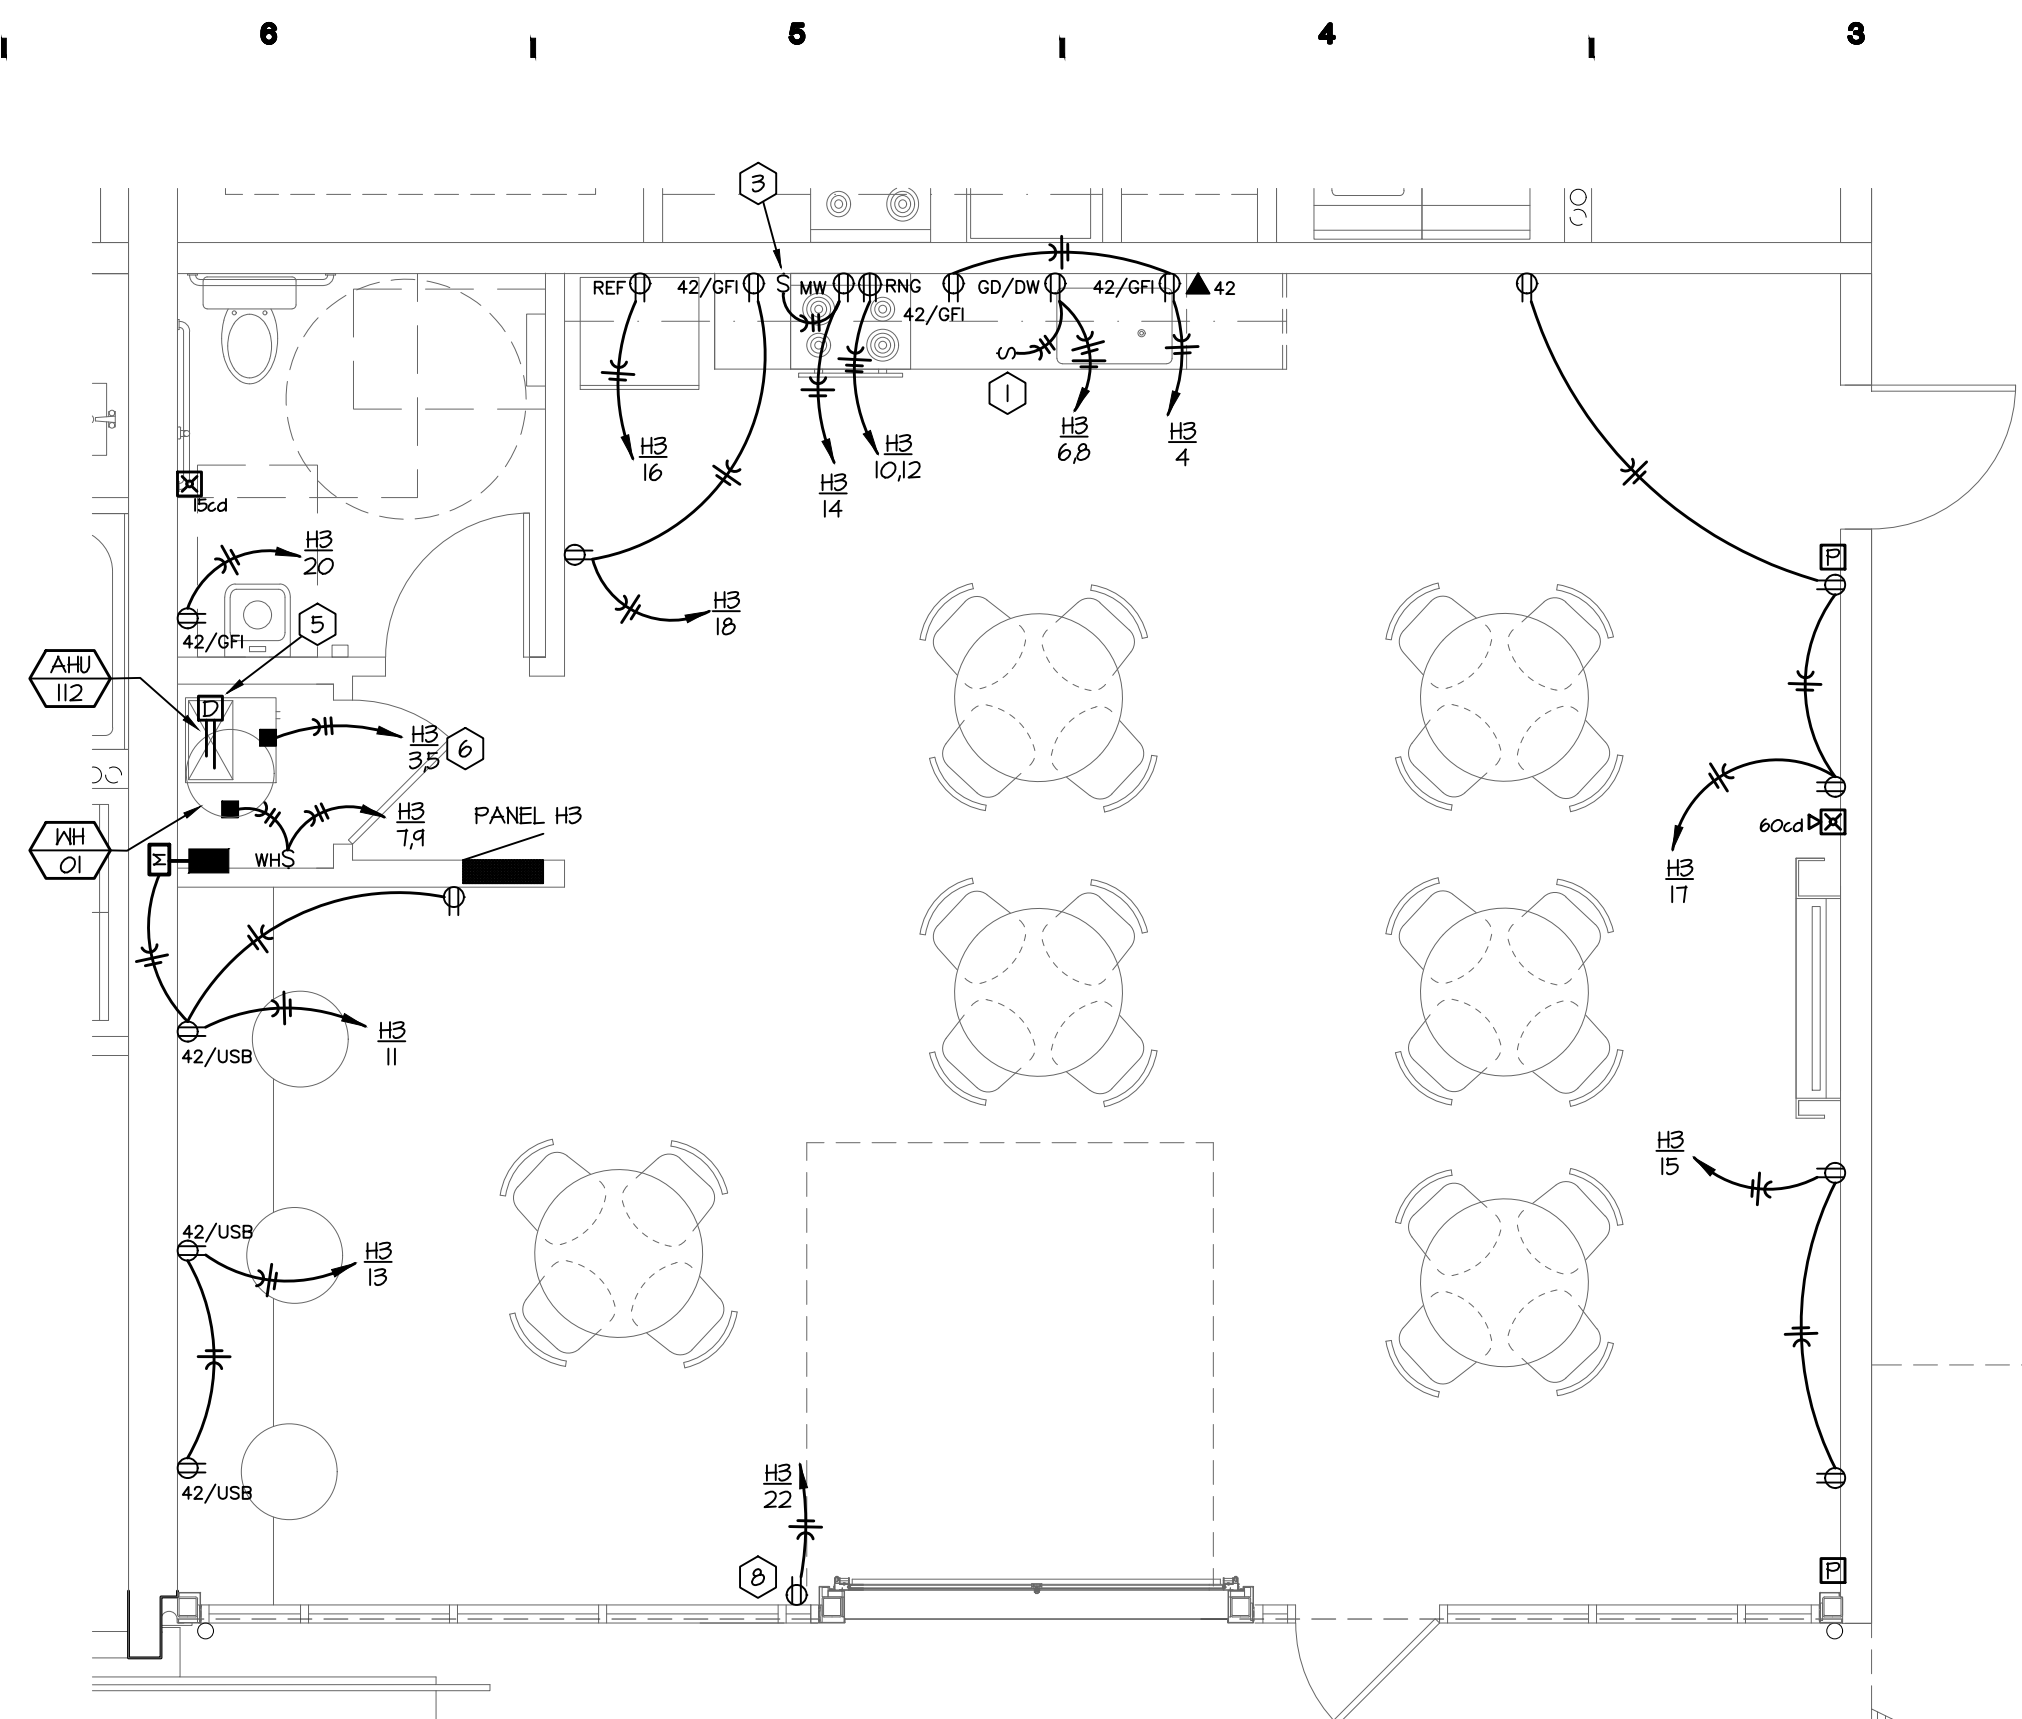 6 5 4 3
3
REF 42/GFI S MW RNG GD/DW 42/GFI 42
42/GFI
S
1
H3
16
H3
14
H3
10,12
H3
6,8
H3
4
15cd
H3
20
P
42/GFI
5
H3
18
AHU
112
D
H3
3,5
6
H3
7,9
PANEL H3
60cd
WH
01
M
WHS
H3
17
H3
11
42/USB
H3
15
42/USB
H3
13
42/USB
H3
22
8
P